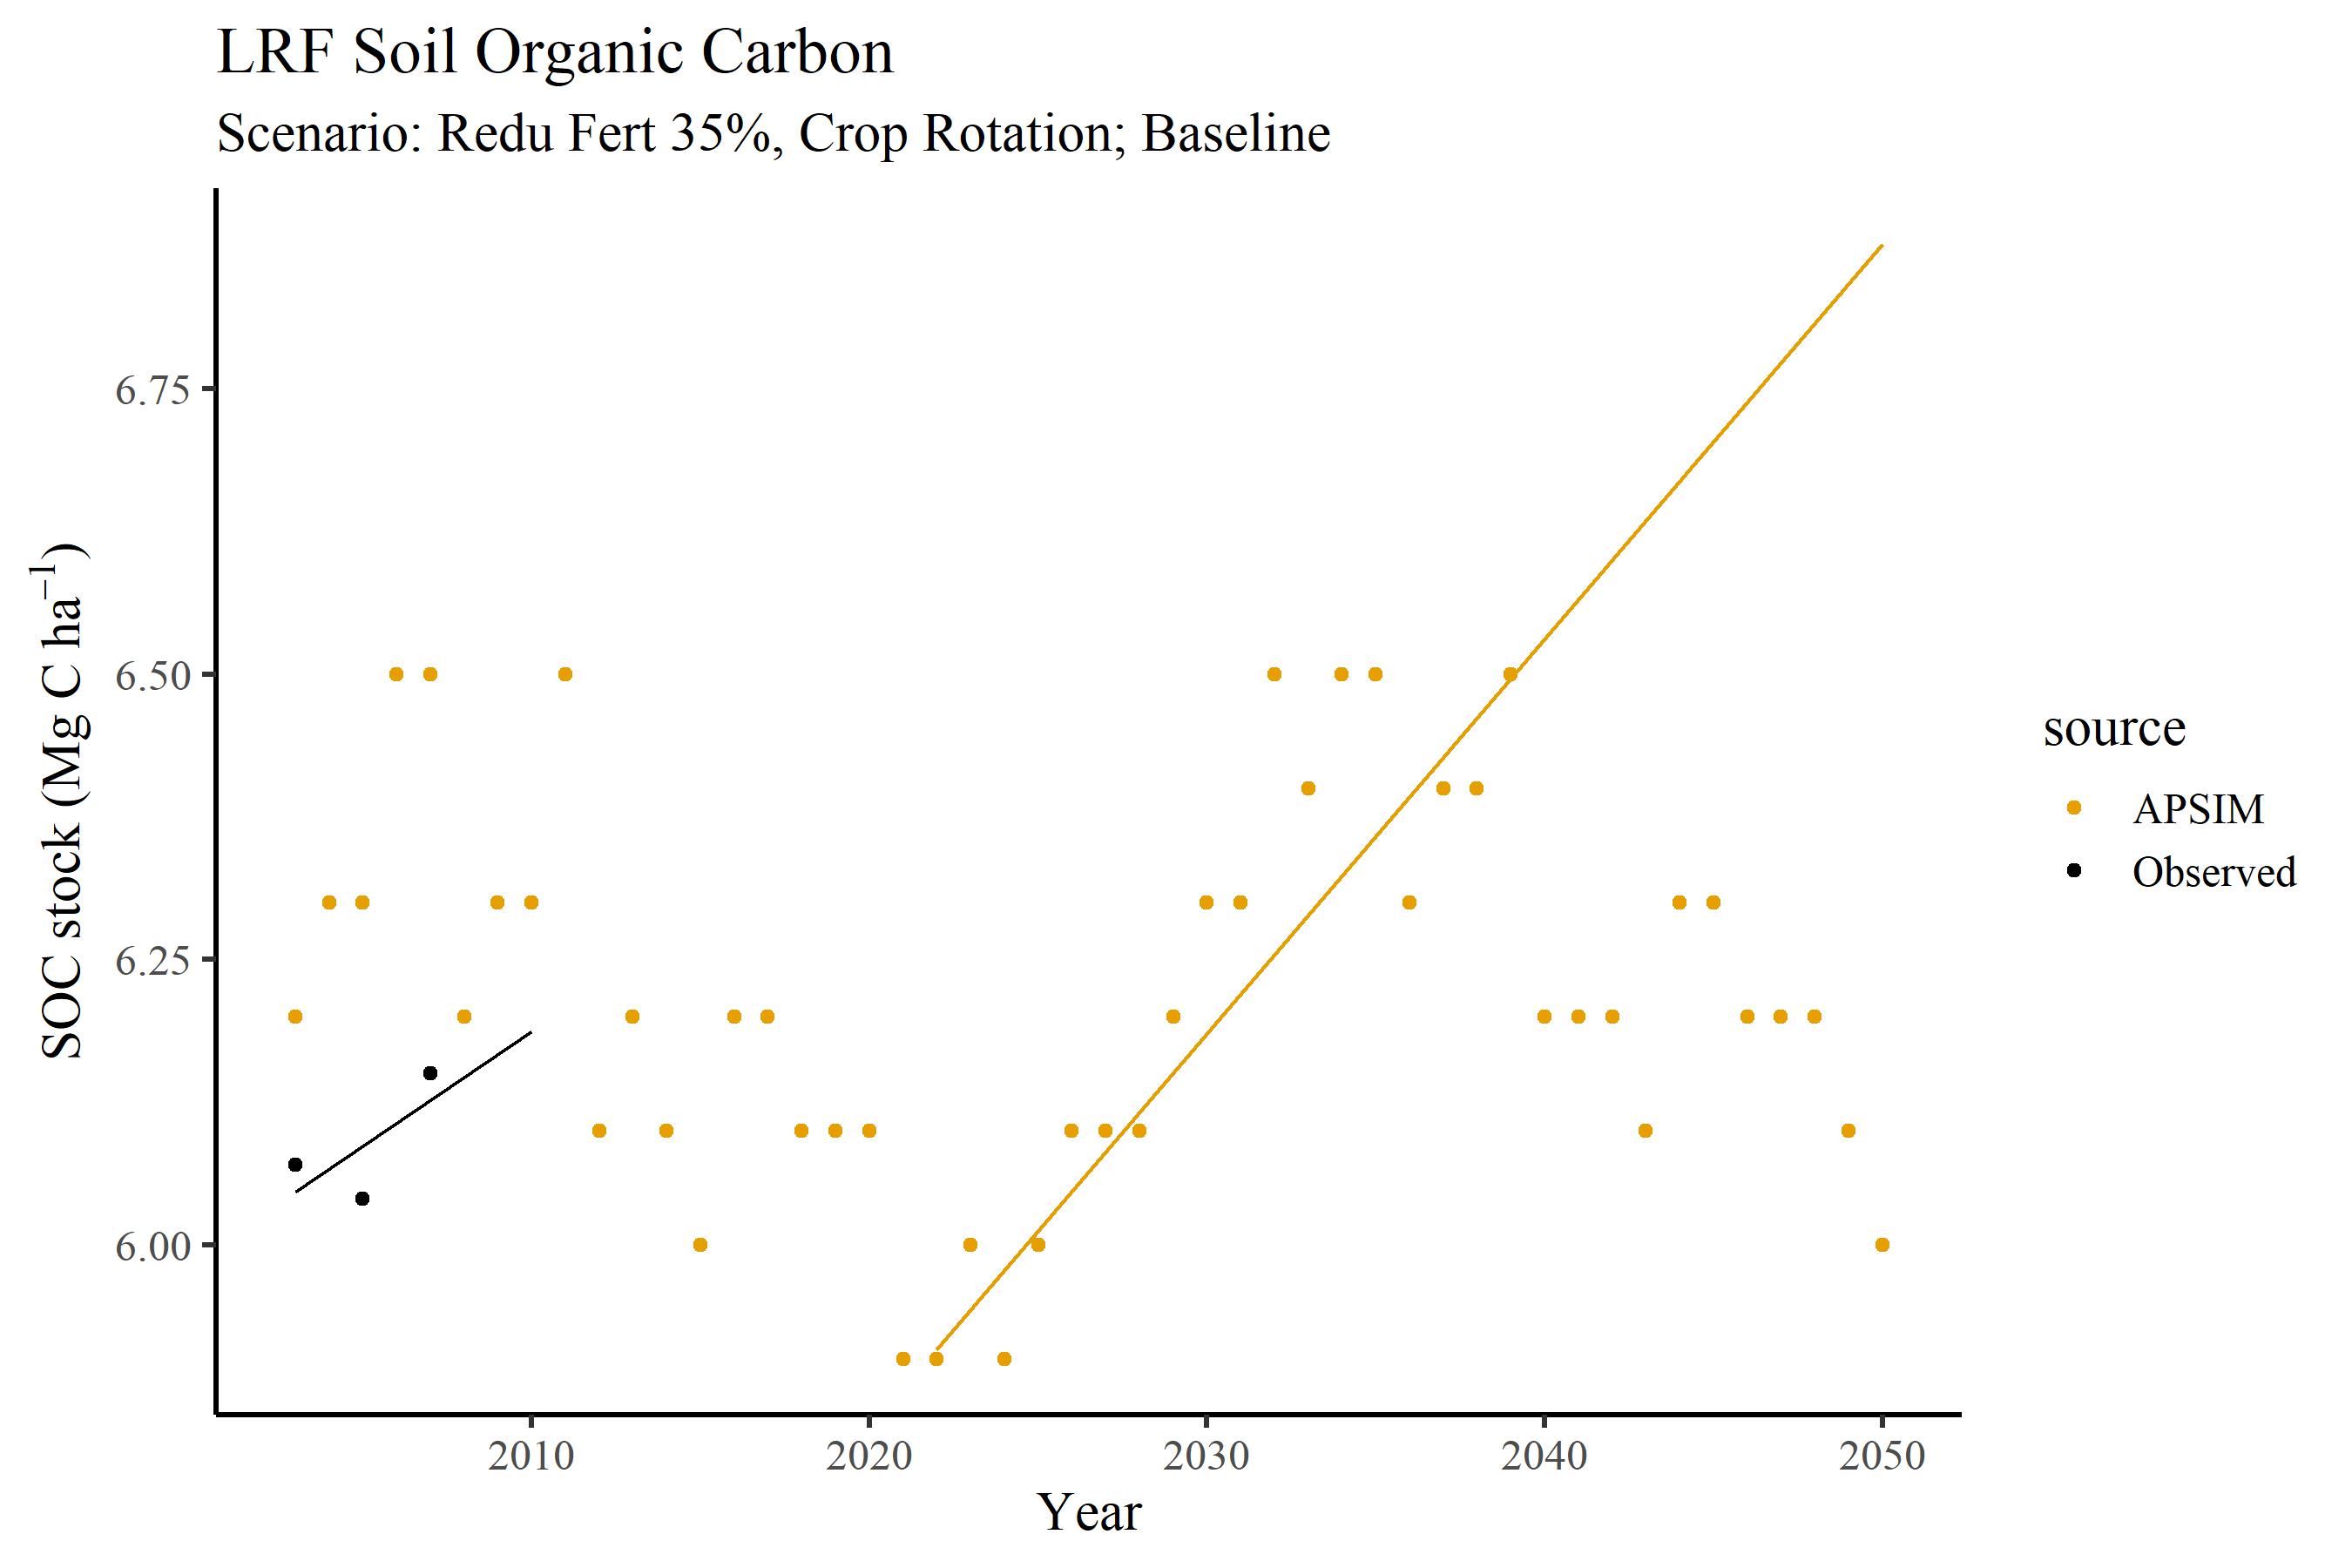 LRF Soil Organic Carbon
Scenario: Redu Fert 35%, Crop Rotation; Baseline
SOC stock (Mg C ha⁻¹)
6.75
6.50
6.25
6.00
2010 2020 2030 2040 2050
Year
source
APSIM
Observed